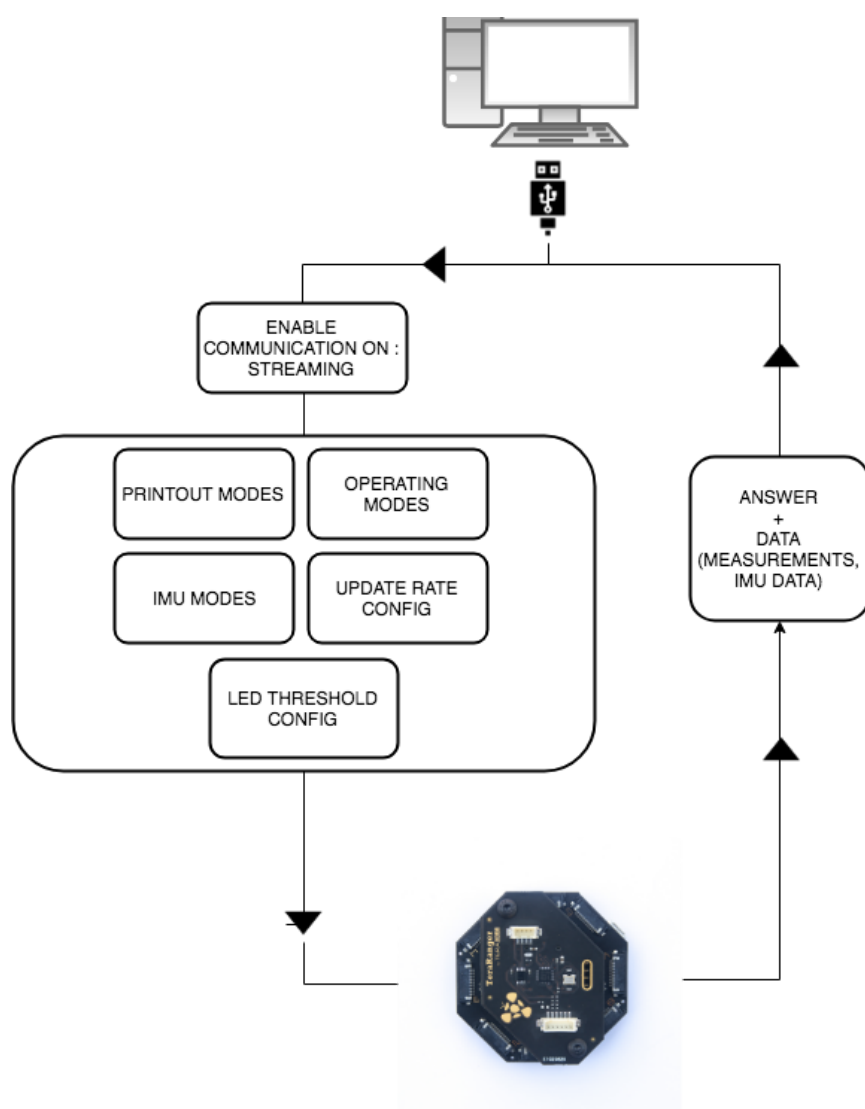 ENABLE
COMMUNICATION ON :
STREAMING
PRINTOUT MODES
OPERATING
MODES
IMU MODES
UPDATE RATE
CONFIG
LED THRESHOLD
CONFIG
ANSWER
+
DATA
(MEASUREMENTS,
IMU DATA)
TeraRanger